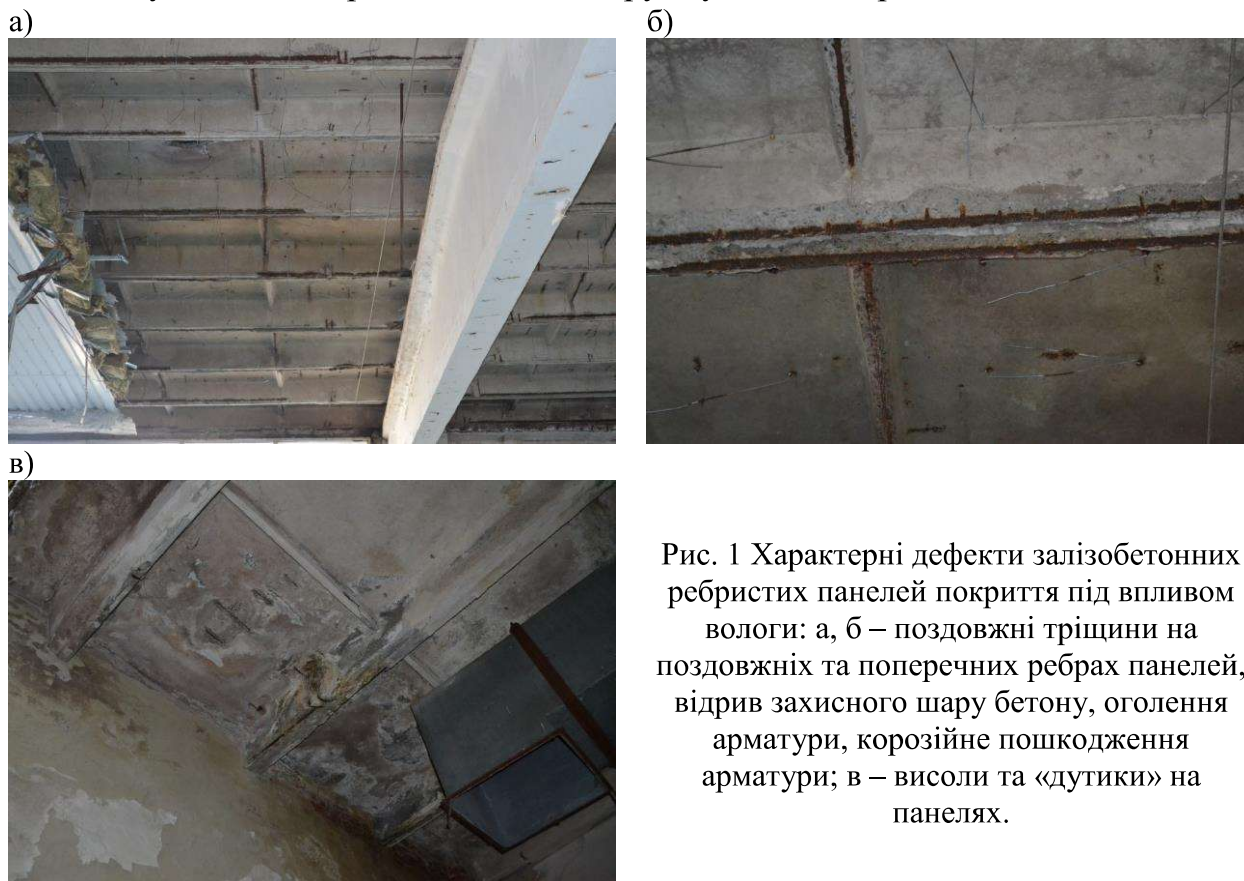 а)
б)
в)
Рис. 1 Характерні дефекти залізобетонних
ребристих панелей покриття під впливом
вологи: а, б – поздовжні тріщини на
поздовжніх та поперечних ребрах панелей,
відрив захисного шару бетону, оголення
арматури, корозійне пошкодження
арматури; в – висоли та «дутики» на
панелях.